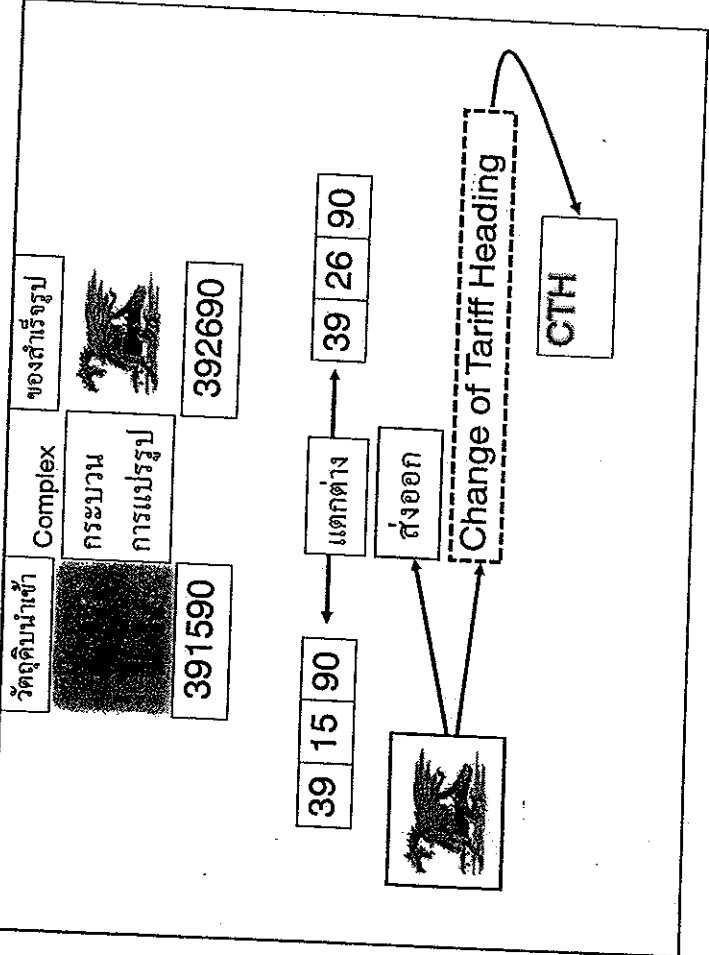 วัตถุดิบนำเข้า
Complex
ของสำเร็จรูป
กระบวน
การแปรรูป
391590
392690
39 15 90
แตกต่าง
39 26 90
ส่งออก
Change of Tariff Heading
CTH